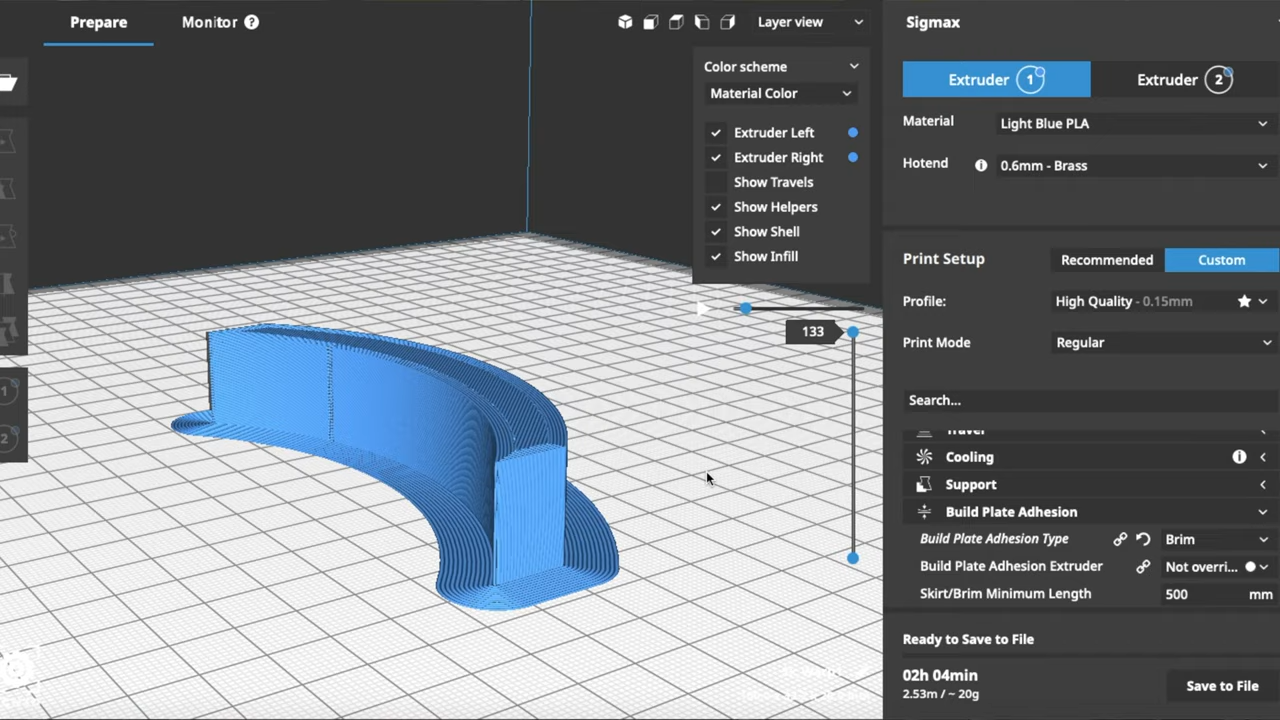 Prepare
Monitor ?
Layer view
Sigmax
Color scheme
Material Color
Extruder Left
Extruder Right
Show Travels
Show Helpers
Show Shell
Show Infill
133
Extruder 1
Extruder 2
Material
Light Blue PLA
Hotend
0.6mm - Brass
Print Setup
Recommended
Custom
Profile:
High Quality - 0.15mm
Print Mode
Regular
Search...
Travel
Cooling
Support
Build Plate Adhesion
Build Plate Adhesion Type
Brim
Build Plate Adhesion Extruder
Not overri...
Skirt/Brim Minimum Length
500 mm
Ready to Save to File
02h 04min
2.53m / ~ 20g
Save to File
1
2